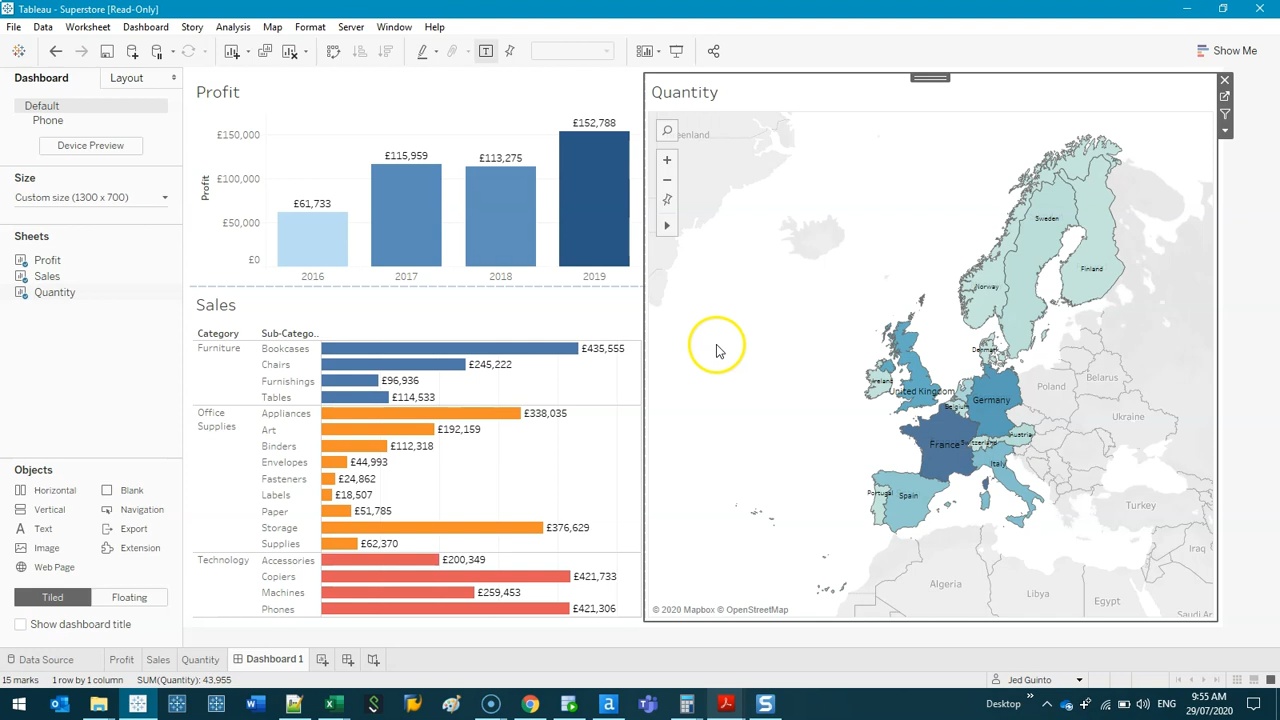 Tableau - Superstore [Read-Only]
File Data Worksheet Dashboard Story Analysis Map Format Server Window Help
Show Me
Dashboard Layout
Default
Phone
Device Preview
Size
Custom size (1300 x 700)
Sheets
Profit
Sales
Quantity
Objects
Horizontal Blank
Vertical Navigation
Text Export
Image Extension
Web Page
Tiled Floating
Show dashboard title
Profit
£150,000
£100,000
£50,000
£0
Profit
£61,733 £115,959 £113,275 £152,788
2016 2017 2018 2019
Sales
Category Sub-Catego..
Furniture Bookcases £435,555
Chairs £245,222
Furnishings £96,936
Tables £114,533
Office Supplies Appliances £338,035
Art £192,159
Binders £112,318
Envelopes £44,993
Fasteners £24,862
Labels £18,507
Paper £51,785
Storage £376,629
Supplies £62,370
Technology Accessories £200,349
Copiers £421,733
Machines £259,453
Phones £421,306
Quantity
eenland
Sweden
Finland
Norway
Denmark
Ireland
United Kingdom
Poland
Belarus
Germany
Belgium
Ukraine
France
Switzerland
Austria
Italy
Portugal
Spain
Turkey
Iraq
Algeria
Libya
Egypt
Saudi Ar
© 2020 Mapbox © OpenStreetMap
Data Source Profit Sales Quantity Dashboard 1
15 marks 1 row by 1 column SUM(Quantity): 43,955
Jed Guinto
Desktop
ENG
9:55 AM
29/07/2020